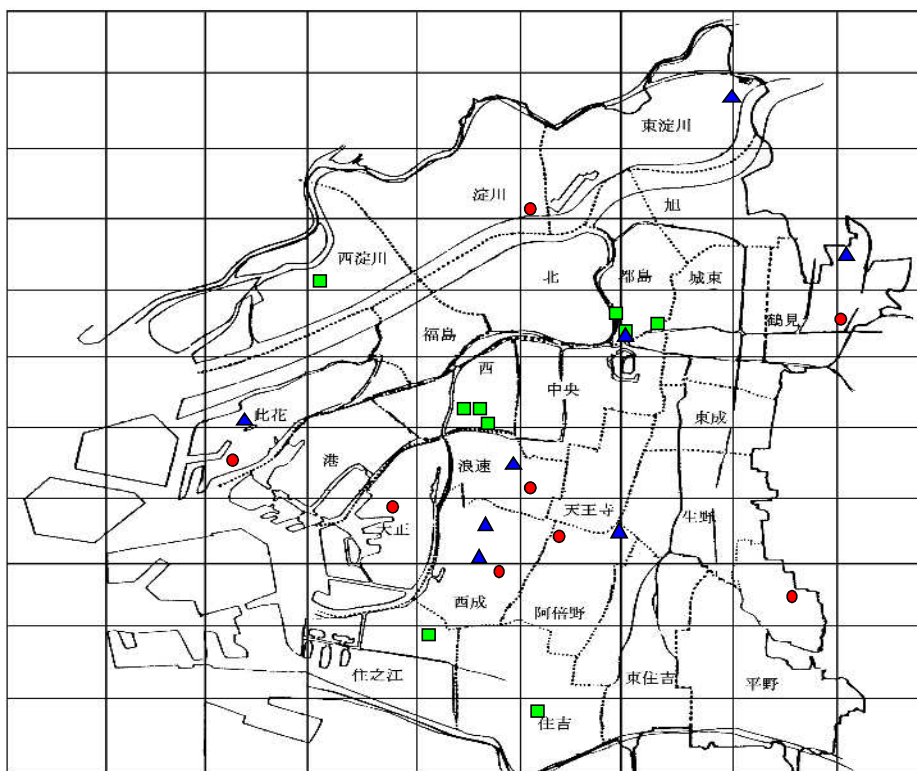 東淀川
淀川
旭
西淀川
北
都島
城東
福島
鶴見
西
中央
此花
東成
港
浪速
天王寺
生野
大正
西成
阿倍野
住之江
東住吉
平野
住吉